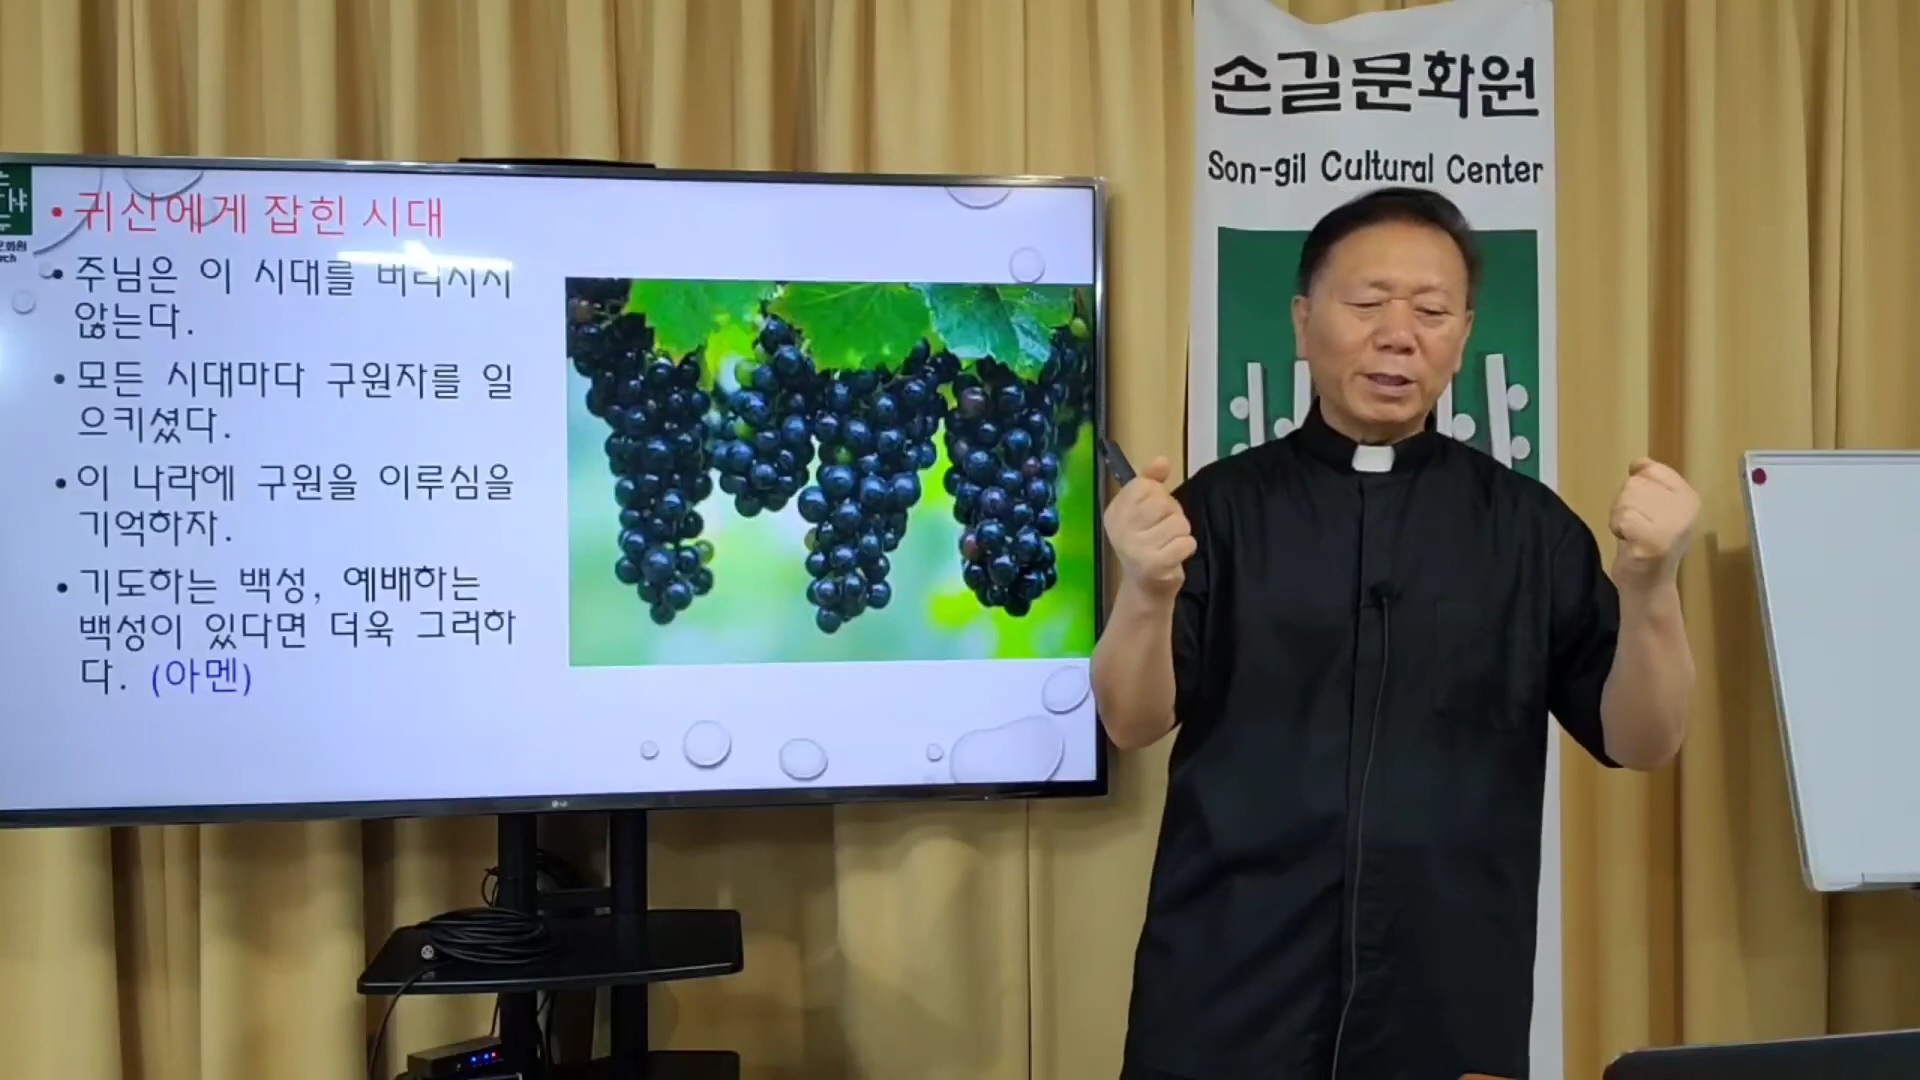 손길문화원
Son-gil Cultural Center
• 귀신에게 잡힌 시대
• 주님은 이 시대를 버리시지
않는다.
• 모든 시대마다 구원자를 일
으키셨다.
• 이 나라에 구원을 이루심을
기억하자.
• 기도하는 백성, 예배하는
백성이 있다면 더욱 그러하
다. (아멘)
LG